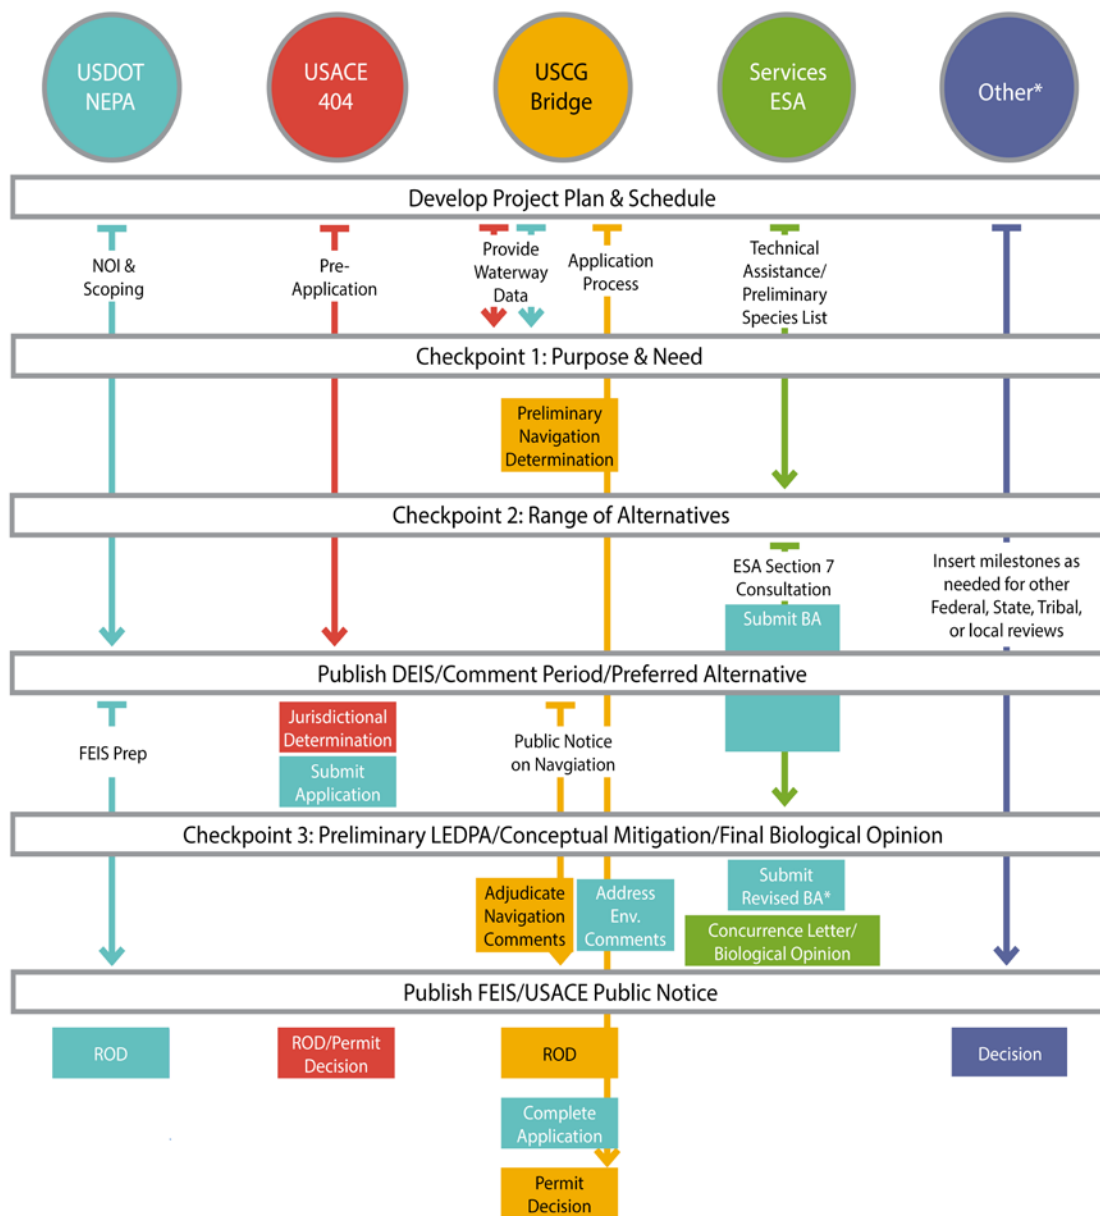 USDOT
NEPA
USACE
404
USCG
Bridge
Services
ESA
Other*
Develop Project Plan & Schedule
NOI &
Scoping
Pre-
Application
Provide
Waterway
Data
Application
Process
Technical
Assistance/
Preliminary
Species List
Checkpoint 1: Purpose & Need
Preliminary
Navigation
Determination
Checkpoint 2: Range of Alternatives
ESA Section 7
Consultation
Submit BA
Insert milestones as
needed for other
Federal, State, Tribal,
or local reviews
Publish DEIS/Comment Period/Preferred Alternative
FEIS Prep
Jurisdictional
Determination
Submit
Application
Public Notice
on Navgiation
Checkpoint 3: Preliminary LEDPA/Conceptual Mitigation/Final Biological Opinion
Adjudicate
Navigation
Comments
Address
Env.
Comments
Submit
Revised BA*
Concurrence Letter/
Biological Opinion
Publish FEIS/USACE Public Notice
ROD
ROD/Permit
Decision
ROD
Decision
Complete
Application
Permit
Decision